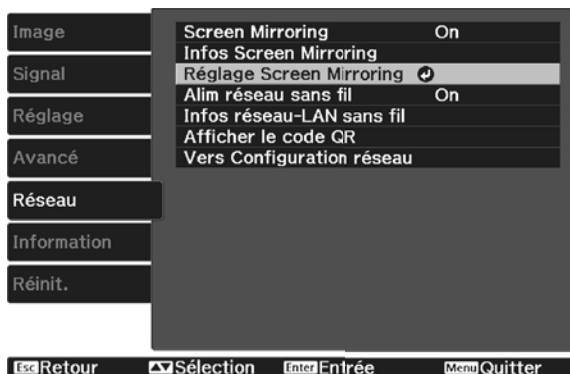 Image
Signal
Réglage
Avancé
Réseau
Information
Réinit.
Screen Mirroring On
Infos Screen Mirroring
Réglage Screen Mirroring
Alim réseau sans fil On
Infos réseau-LAN sans fil
Afficher le code QR
Vers Configuration réseau
Esc Retour Sélection Enter Entrée Menu Quitter